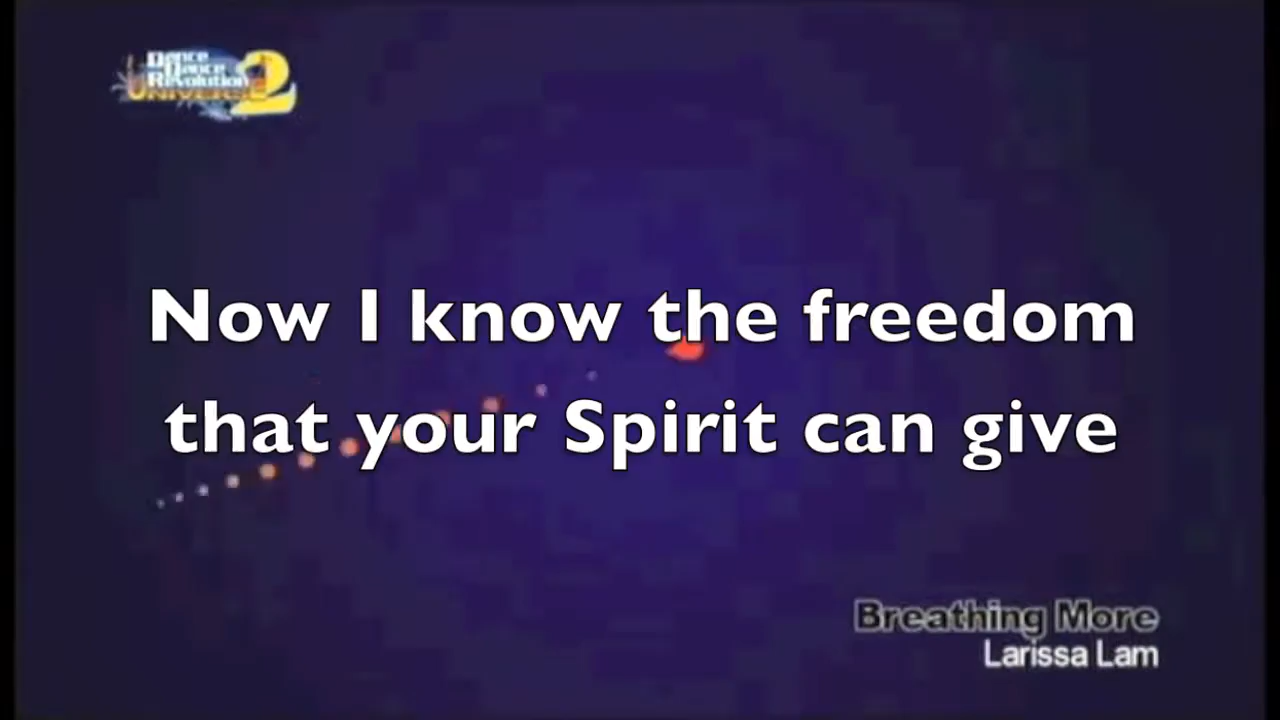 Dance
Dance
Revolution
UNIVERSE 2
Now I know the freedom
that your Spirit can give
Breathing More
Larissa Lam